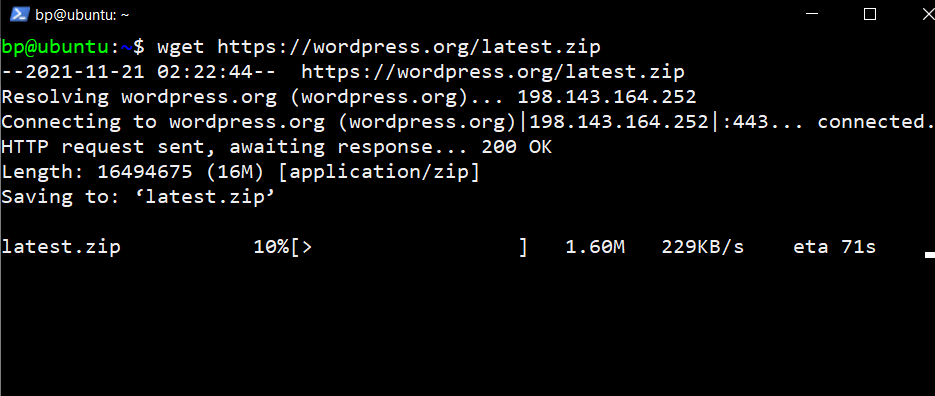 bp@ubuntu: ~
bp@ubuntu:~$ wget https://wordpress.org/latest.zip
--2021-11-21 02:22:44--  https://wordpress.org/latest.zip
Resolving wordpress.org (wordpress.org)... 198.143.164.252
Connecting to wordpress.org (wordpress.org)|198.143.164.252|:443... connected.
HTTP request sent, awaiting response... 200 OK
Length: 16494675 (16M) [application/zip]
Saving to: ‘latest.zip’
latest.zip           10%[>                 ]   1.60M   229KB/s    eta 71s